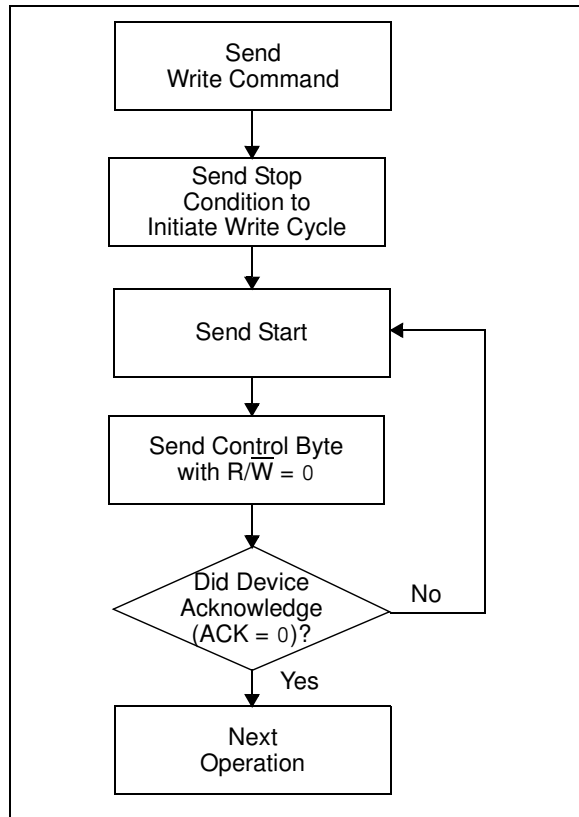 Send
Write Command
Send Stop
Condition to
Initiate Write Cycle
Send Start
Send Control Byte
with R/W̅ = 0
Did Device
Acknowledge
(ACK = 0)?
No
Yes
Next
Operation